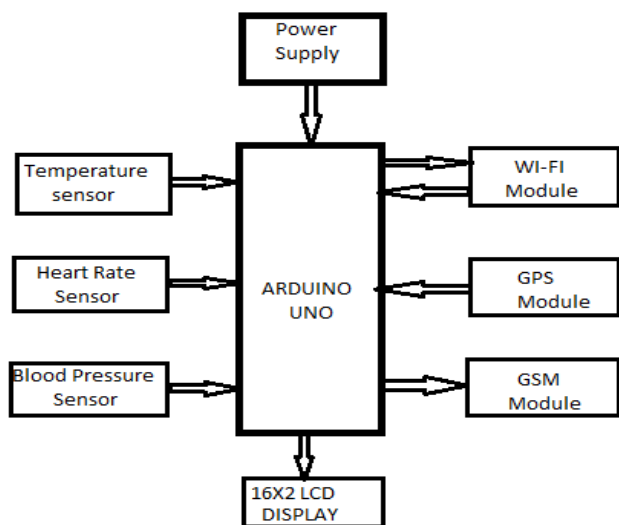 Power
Supply
Temperature
sensor
WI-FI
Module
Heart Rate
Sensor
ARDUINO
UNO
GPS
Module
Blood Pressure
Sensor
GSM
Module
16X2 LCD
DISPLAY